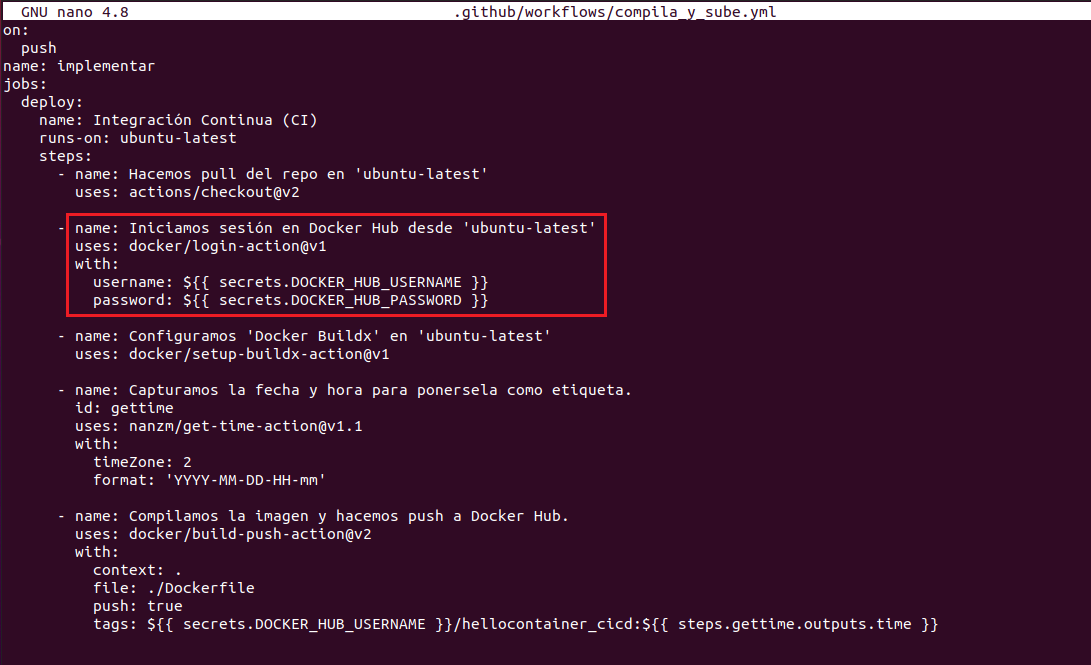 GNU nano 4.8 .github/workflows/compila_y_sube.yml
on:
  push
name: implementar
jobs:
  deploy:
    name: Integración Continua (CI)
    runs-on: ubuntu-latest
    steps:
      - name: Hacemos pull del repo en 'ubuntu-latest'
        uses: actions/checkout@v2
      - name: Iniciamos sesión en Docker Hub desde 'ubuntu-latest'
        uses: docker/login-action@v1
        with:
          username: ${{ secrets.DOCKER_HUB_USERNAME }}
          password: ${{ secrets.DOCKER_HUB_PASSWORD }}
      - name: Configuramos 'Docker Buildx' en 'ubuntu-latest'
        uses: docker/setup-buildx-action@v1
      - name: Capturamos la fecha y hora para ponersela como etiqueta.
        id: gettime
        uses: nanzm/get-time-action@v1.1
        with:
          timeZone: 2
          format: 'YYYY-MM-DD-HH-mm'
      - name: Compilamos la imagen y hacemos push a Docker Hub.
        uses: docker/build-push-action@v2
        with:
          context: .
          file: ./Dockerfile
          push: true
          tags: ${{ secrets.DOCKER_HUB_USERNAME }}/hellocontainer_cicd:${{ steps.gettime.outputs.time }}